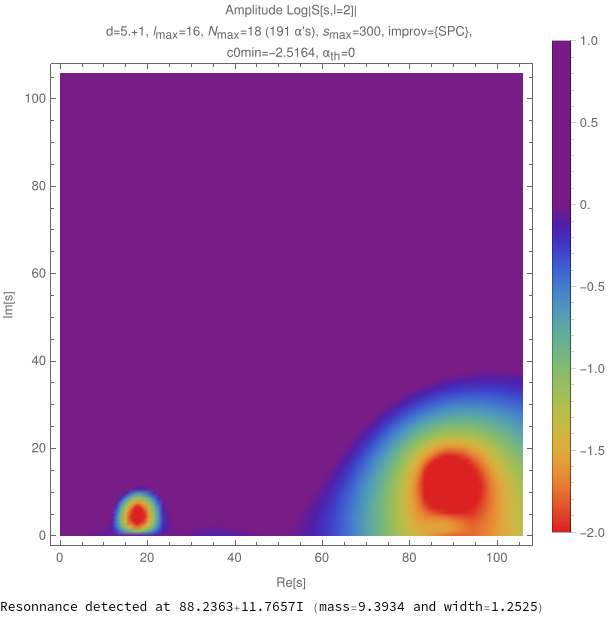 Amplitude Log|S[s,l=2]|
d=5.+1, lmax=16, Nmax=18 (191 α's), smax=300, improv={SPC},
c0min=−2.5164, αth=0
1.0
0.5
0.
−0.5
−1.0
−1.5
−2.0
100
80
60
40
20
0
Im[s]
0 20 40 60 80 100
Re[s]
Resonnance detected at 88.2363+11.7657I (mass=9.3934 and width=1.2525)